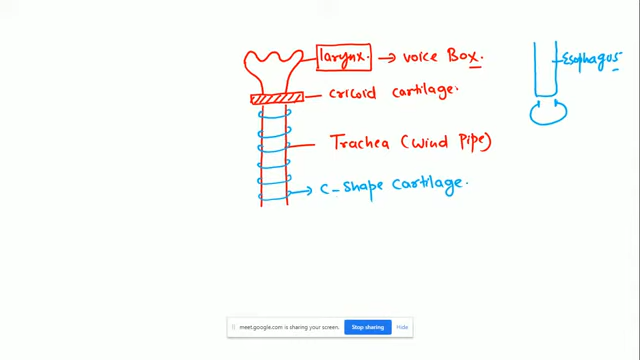 larynx. → voice Box.
Esophagus
cricoid cartilage.
Trachea (wind pipe)
→ c-shape cartilage.
meet.google.com is sharing your screen. Stop sharing Hide